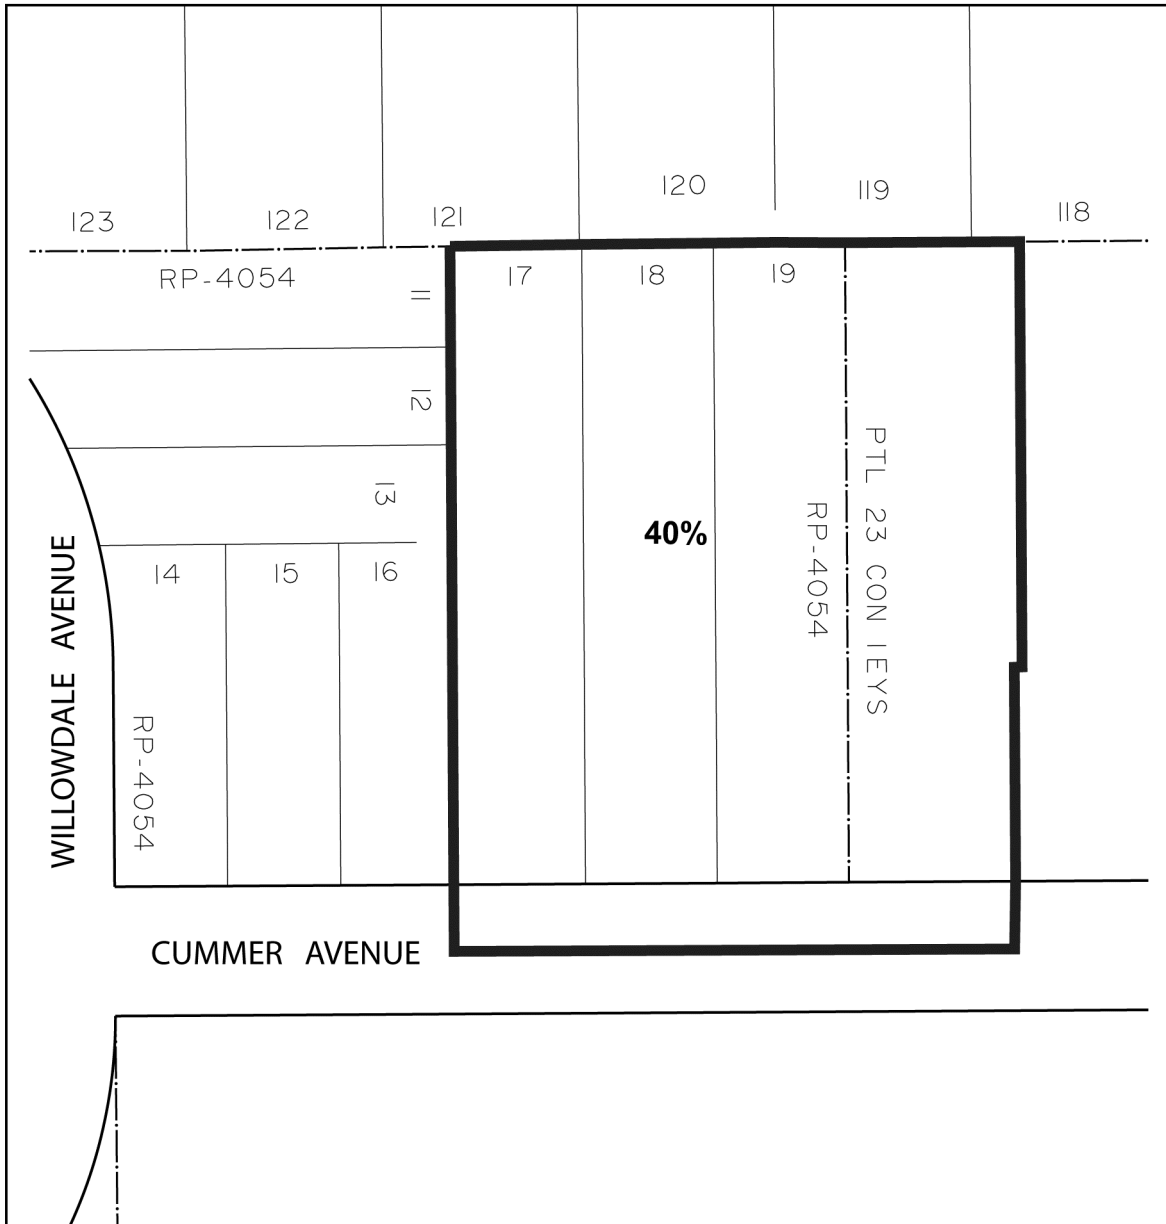 120
119
118
123
122
121
RP-4054
11
17
18
19
12
13
40%
PTL 23 CON 1EYS
RP-4054
14
15
16
WILLOWDALE AVENUE
RP-4054
CUMMER AVENUE